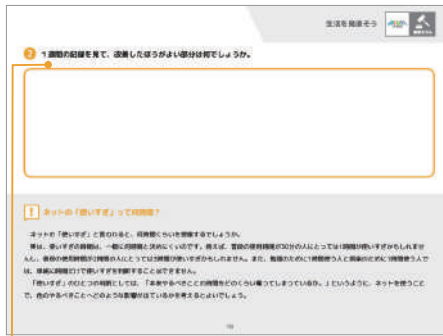 生活を見直そう
2 1週間の記録を見て、改善したほうがよい部分は何でしょうか。
! ネットの「使いすぎ」って何時間?
ネットの「使いすぎ」と言われると、何時間くらいを想像するでしょうか。
実は、使いすぎの時間は、一概に何時間と決めにくいのです。例えば、普段の使用時間が30分の人にとっては1時間が使いすぎかもしれませ
んし、普段の使用時間が2時間の人にとっては3時間が使いすぎかもしれません。また、勉強のために1時間使う人と娯楽のために1時間使う人で
は、単純に時間だけで使いすぎを判断することはできません。
「使いすぎ」のひとつの判断としては、「本来やるべきことの時間をどのくらい奪ってしまっているか。」というように、ネットを使うこと
で、他のやるべきことへどのような影響が出ているかを考えるとよいでしょう。